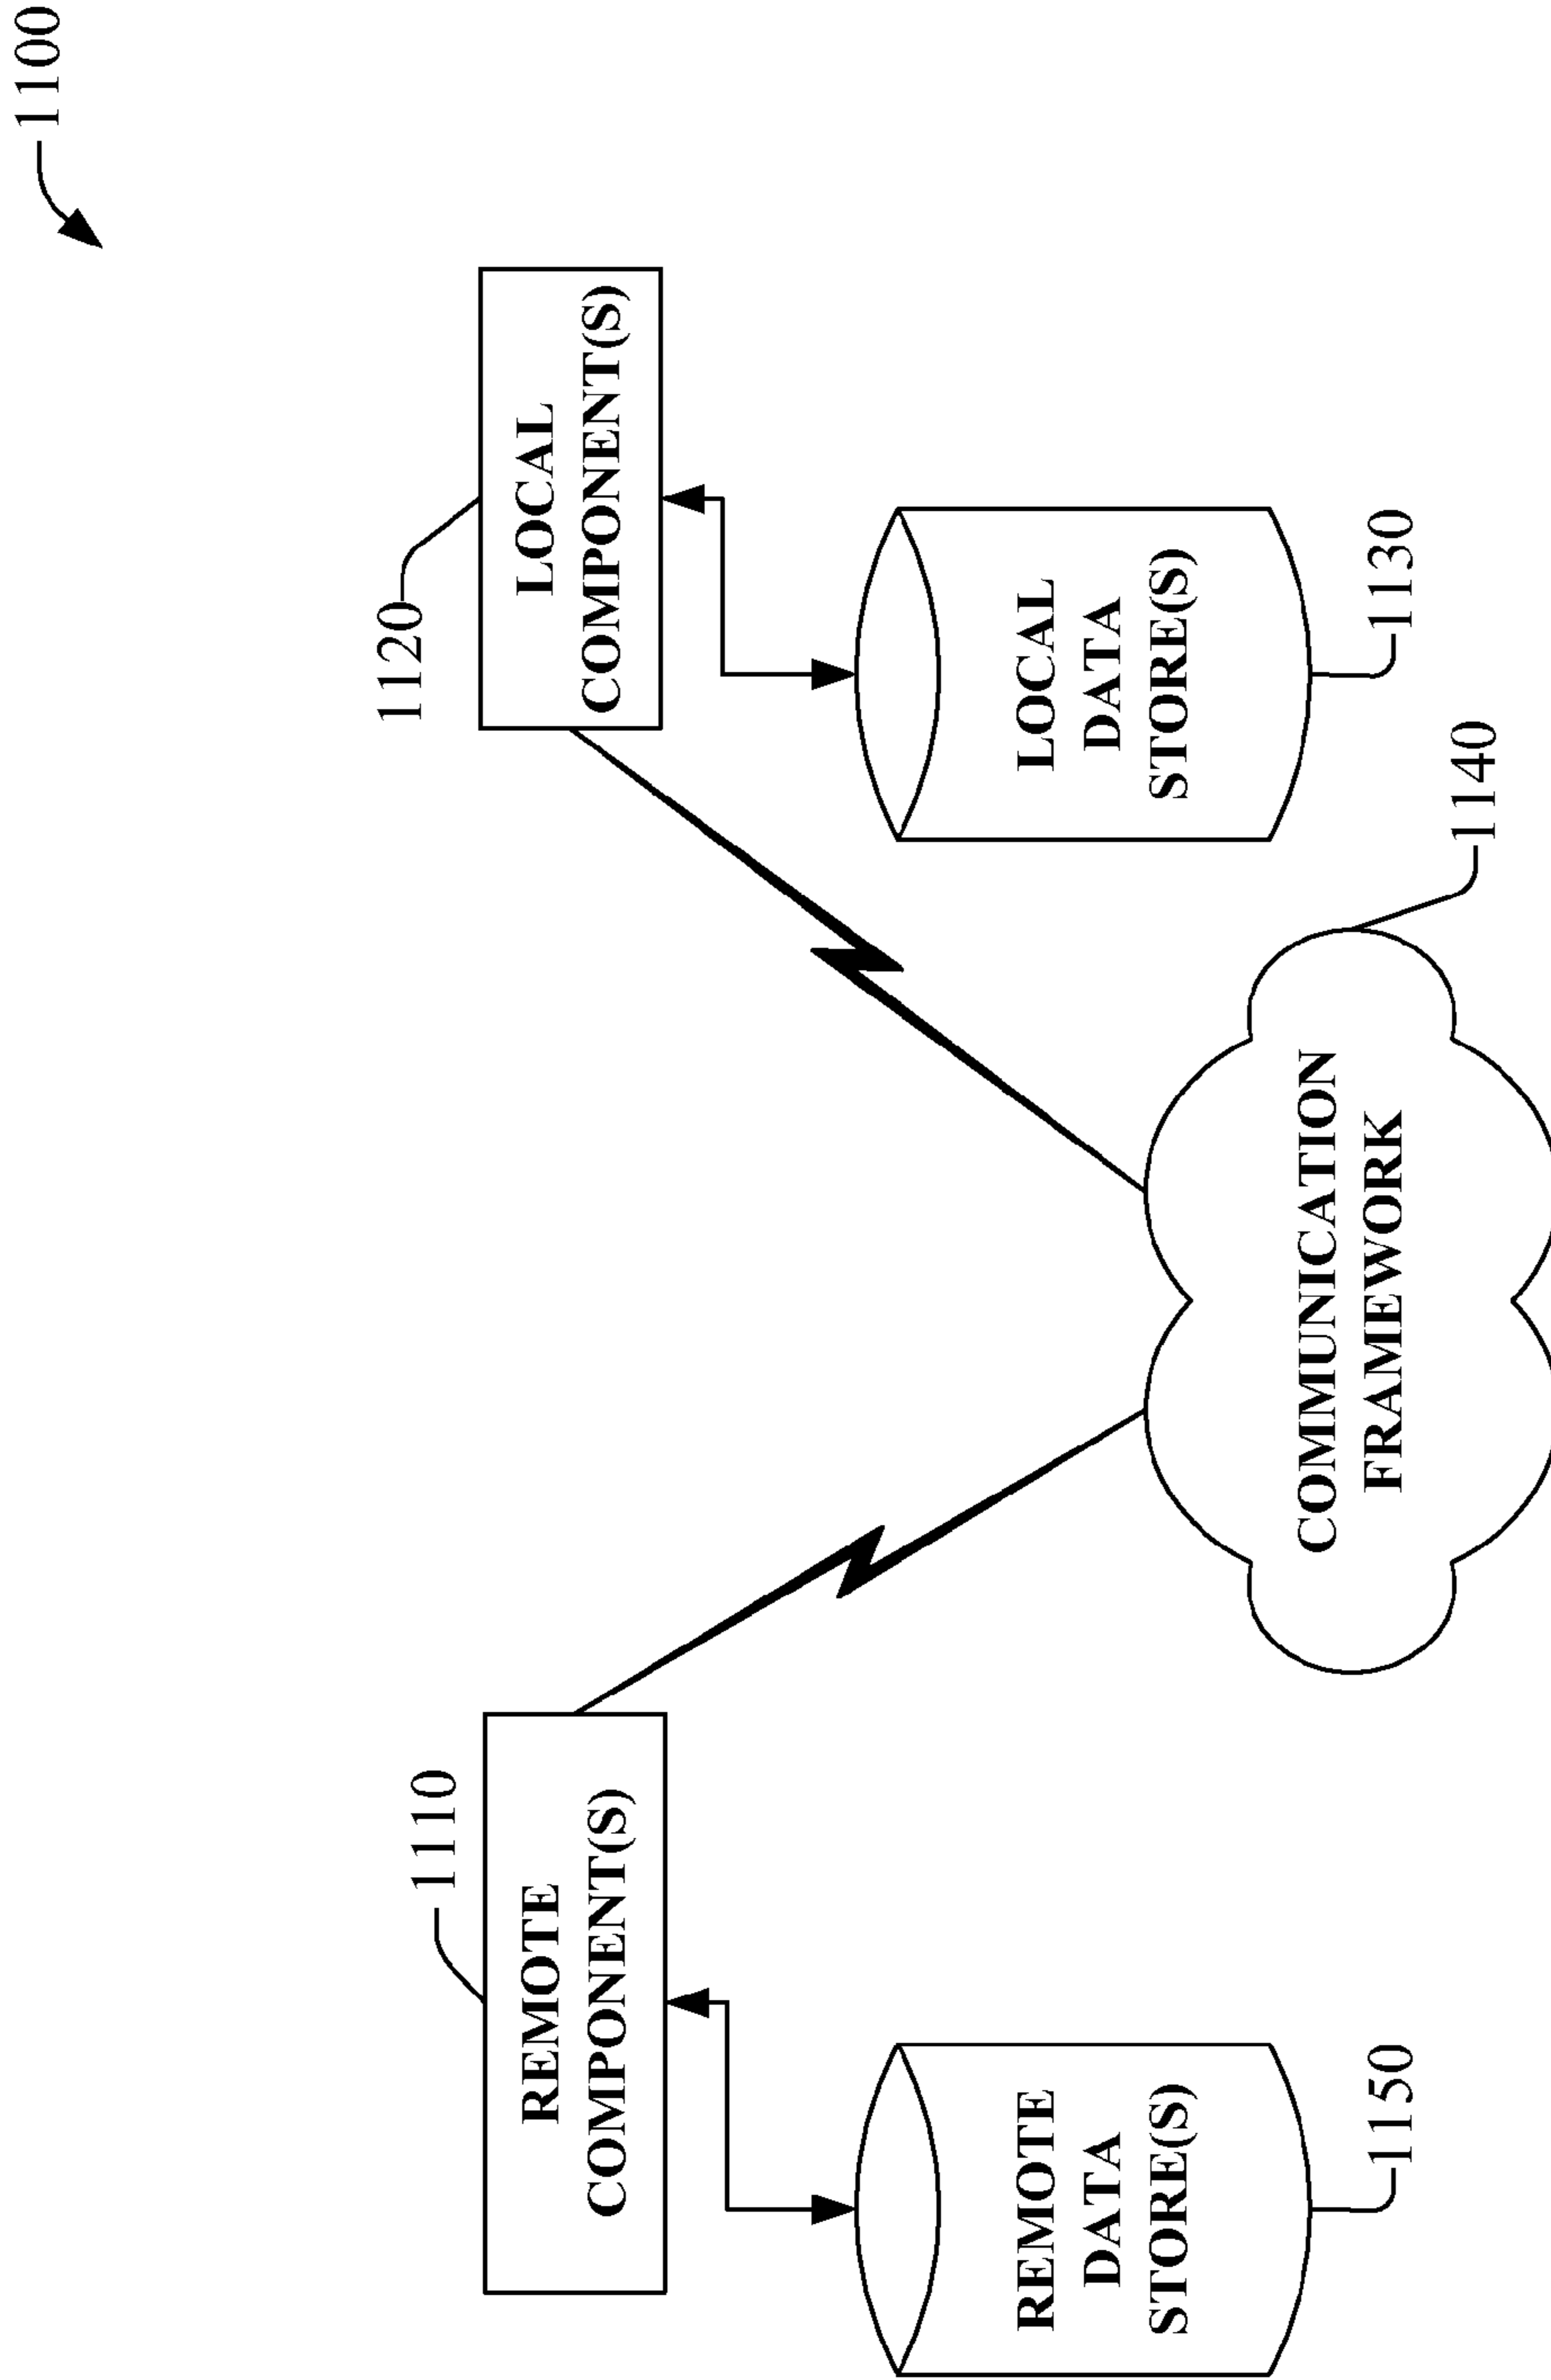 1100
1110
REMOTE
COMPONENT(S)
1120
LOCAL
COMPONENT(S)
REMOTE
DATA
STORE(S)
1150
LOCAL
DATA
STORE(S)
1130
COMMUNICATION
FRAMEWORK
1140